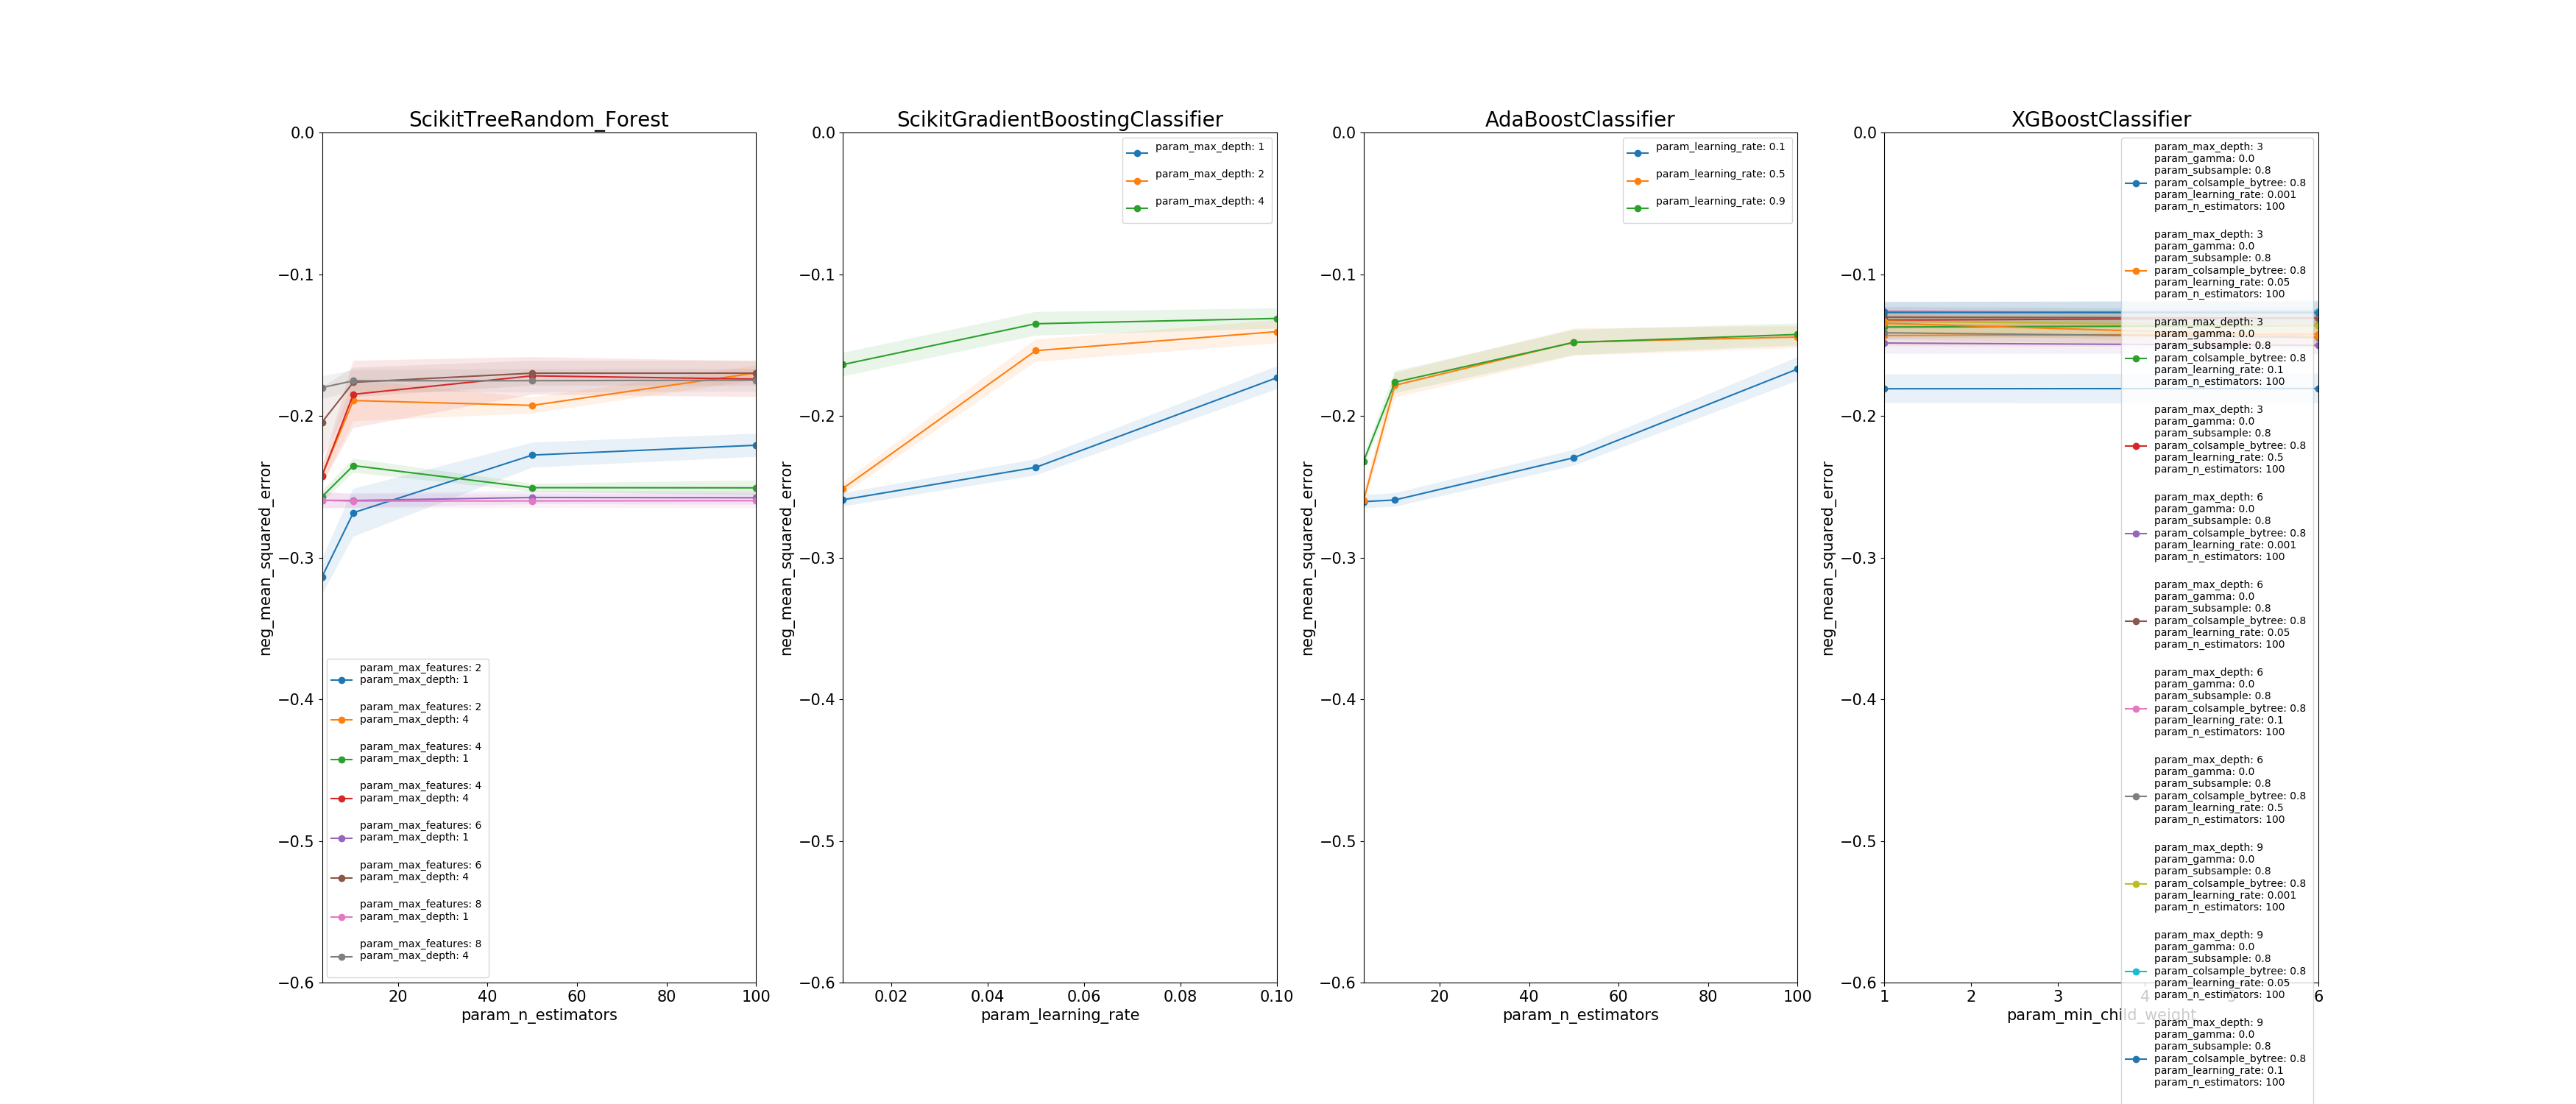 ScikitTreeRandom_Forest
0.0
−0.1
−0.2
−0.3
−0.4
−0.5
−0.6
neg_mean_squared_error
20
40
60
80
100
param_n_estimators
param_max_features: 2
param_max_depth: 1
param_max_features: 2
param_max_depth: 4
param_max_features: 4
param_max_depth: 1
param_max_features: 4
param_max_depth: 4
param_max_features: 6
param_max_depth: 1
param_max_features: 6
param_max_depth: 4
param_max_features: 8
param_max_depth: 1
param_max_features: 8
param_max_depth: 4
ScikitGradientBoostingClassifier
0.0
−0.1
−0.2
−0.3
−0.4
−0.5
−0.6
neg_mean_squared_error
0.02
0.04
0.06
0.08
0.10
param_learning_rate
param_max_depth: 1
param_max_depth: 2
param_max_depth: 4
AdaBoostClassifier
0.0
−0.1
−0.2
−0.3
−0.4
−0.5
−0.6
neg_mean_squared_error
20
40
60
80
100
param_n_estimators
param_learning_rate: 0.1
param_learning_rate: 0.5
param_learning_rate: 0.9
XGBoostClassifier
0.0
−0.1
−0.2
−0.3
−0.4
−0.5
−0.6
neg_mean_squared_error
1
2
3
4
6
param_min_child_weight
param_max_depth: 3
param_gamma: 0.0
param_subsample: 0.8
param_colsample_bytree: 0.8
param_learning_rate: 0.001
param_n_estimators: 100
param_max_depth: 3
param_gamma: 0.0
param_subsample: 0.8
param_colsample_bytree: 0.8
param_learning_rate: 0.05
param_n_estimators: 100
param_max_depth: 3
param_gamma: 0.0
param_subsample: 0.8
param_colsample_bytree: 0.8
param_learning_rate: 0.1
param_n_estimators: 100
param_max_depth: 3
param_gamma: 0.0
param_subsample: 0.8
param_colsample_bytree: 0.8
param_learning_rate: 0.5
param_n_estimators: 100
param_max_depth: 6
param_gamma: 0.0
param_subsample: 0.8
param_colsample_bytree: 0.8
param_learning_rate: 0.001
param_n_estimators: 100
param_max_depth: 6
param_gamma: 0.0
param_subsample: 0.8
param_colsample_bytree: 0.8
param_learning_rate: 0.05
param_n_estimators: 100
param_max_depth: 6
param_gamma: 0.0
param_subsample: 0.8
param_colsample_bytree: 0.8
param_learning_rate: 0.1
param_n_estimators: 100
param_max_depth: 6
param_gamma: 0.0
param_subsample: 0.8
param_colsample_bytree: 0.8
param_learning_rate: 0.5
param_n_estimators: 100
param_max_depth: 9
param_gamma: 0.0
param_subsample: 0.8
param_colsample_bytree: 0.8
param_learning_rate: 0.001
param_n_estimators: 100
param_max_depth: 9
param_gamma: 0.0
param_subsample: 0.8
param_colsample_bytree: 0.8
param_learning_rate: 0.05
param_n_estimators: 100
param_max_depth: 9
param_gamma: 0.0
param_subsample: 0.8
param_colsample_bytree: 0.8
param_learning_rate: 0.1
param_n_estimators: 100